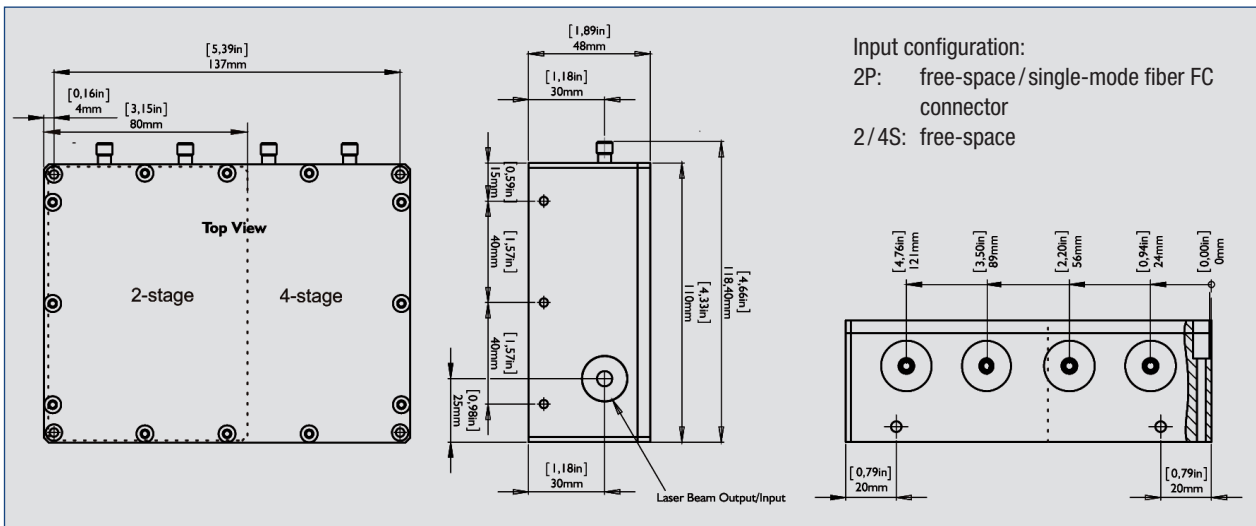 [5,39in]
137mm
[0,16in]
4mm
[3,15in]
80mm
Top View
2-stage
4-stage
[0,98in]
25mm
[1,89in]
48mm
[1,18in]
30mm
[0,59in]
15mm
[1,57in]
40mm
[1,57in]
40mm
[4,33in]
110mm
[4,66in]
118,40mm
[1,18in]
30mm
Laser Beam Output/Input
Input configuration:
2P: free-space/single-mode fiber FC
connector
2/4S: free-space
[4,76in]
121mm
[3,50in]
89mm
[2,20in]
56mm
[0,94in]
24mm
[0,00in]
0mm
[0,79in]
20mm
[0,79in]
20mm